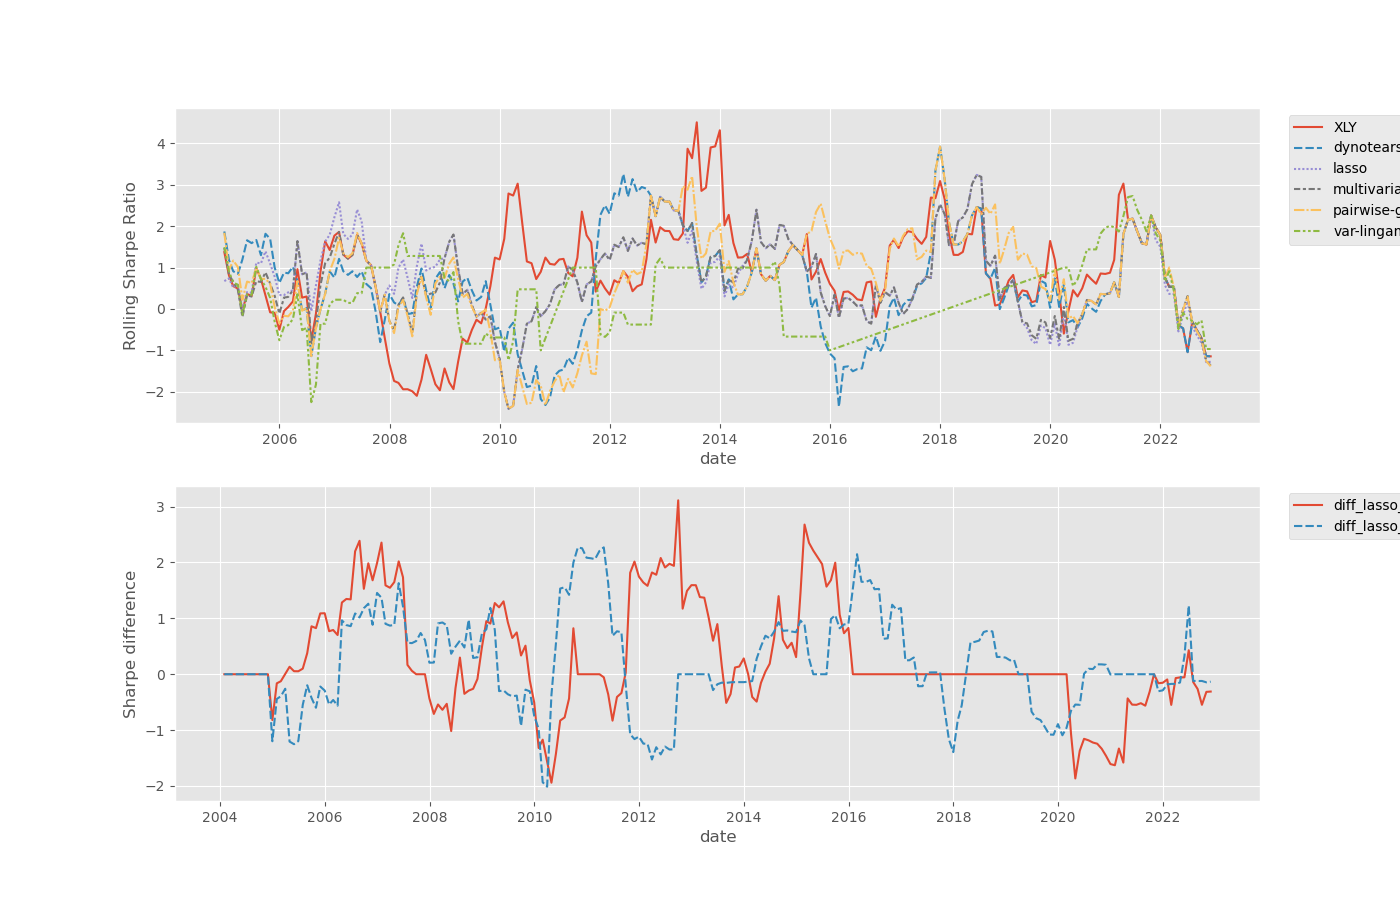 Rolling Sharpe Ratio
4
3
2
1
0
−1
−2
2006 2008 2010 2012 2014 2016 2018 2020 2022
date
XLY
dynotears
lasso
multivaria
pairwise-g
var-lingam
Sharpe difference
3
2
1
0
−1
−2
2004 2006 2008 2010 2012 2014 2016 2018 2020 2022
date
diff_lasso_
diff_lasso_